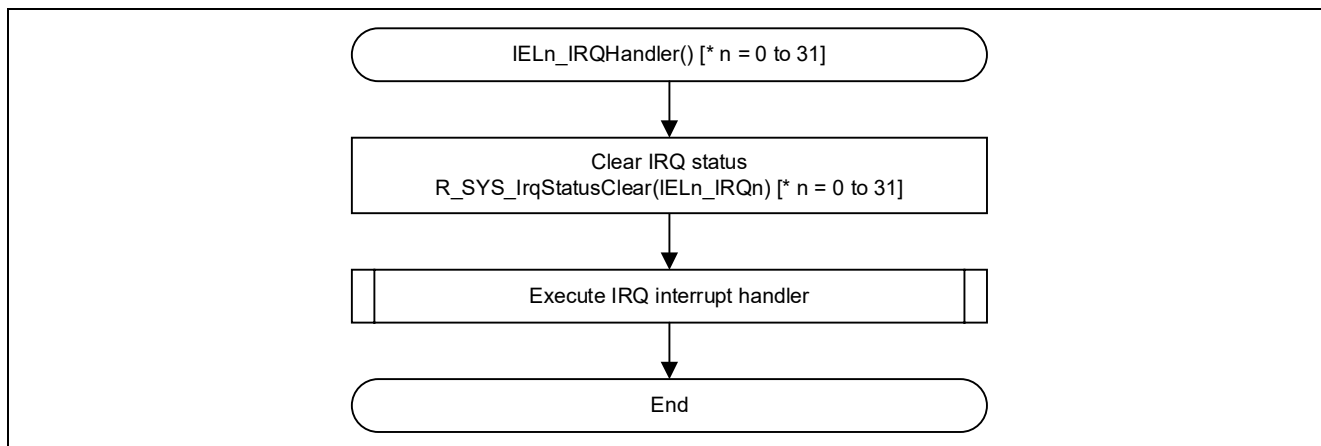 IELn_IRQHandler() [* n = 0 to 31]
Clear IRQ status
R_SYS_IrqStatusClear(IELn_IRQn) [* n = 0 to 31]
Execute IRQ interrupt handler
End